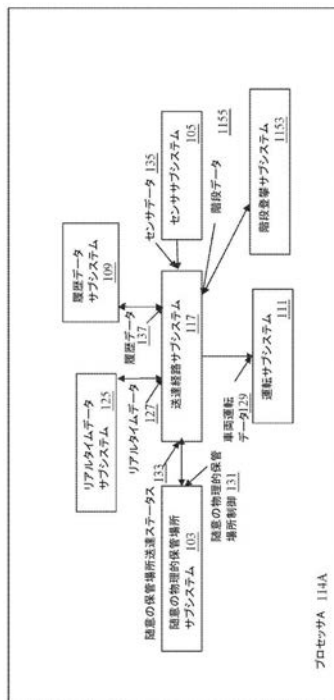 リアルタイムデータ
サブシステム 125
履歴データ
サブシステム
109
リアルタイムデータ
127
履歴データ
137
センサデータ 135
センササブシステム
105
随意の保管場所送達ステータス
133
随意の物理的保管場所
サブシステム
103
送達経路サブシステム
117
随意の物理的保管
場所制御 131
車両運転
データ129
階段データ 1155
運転サブシステム
111
階段登攀サブシステム
1153
プロセッサA 114A